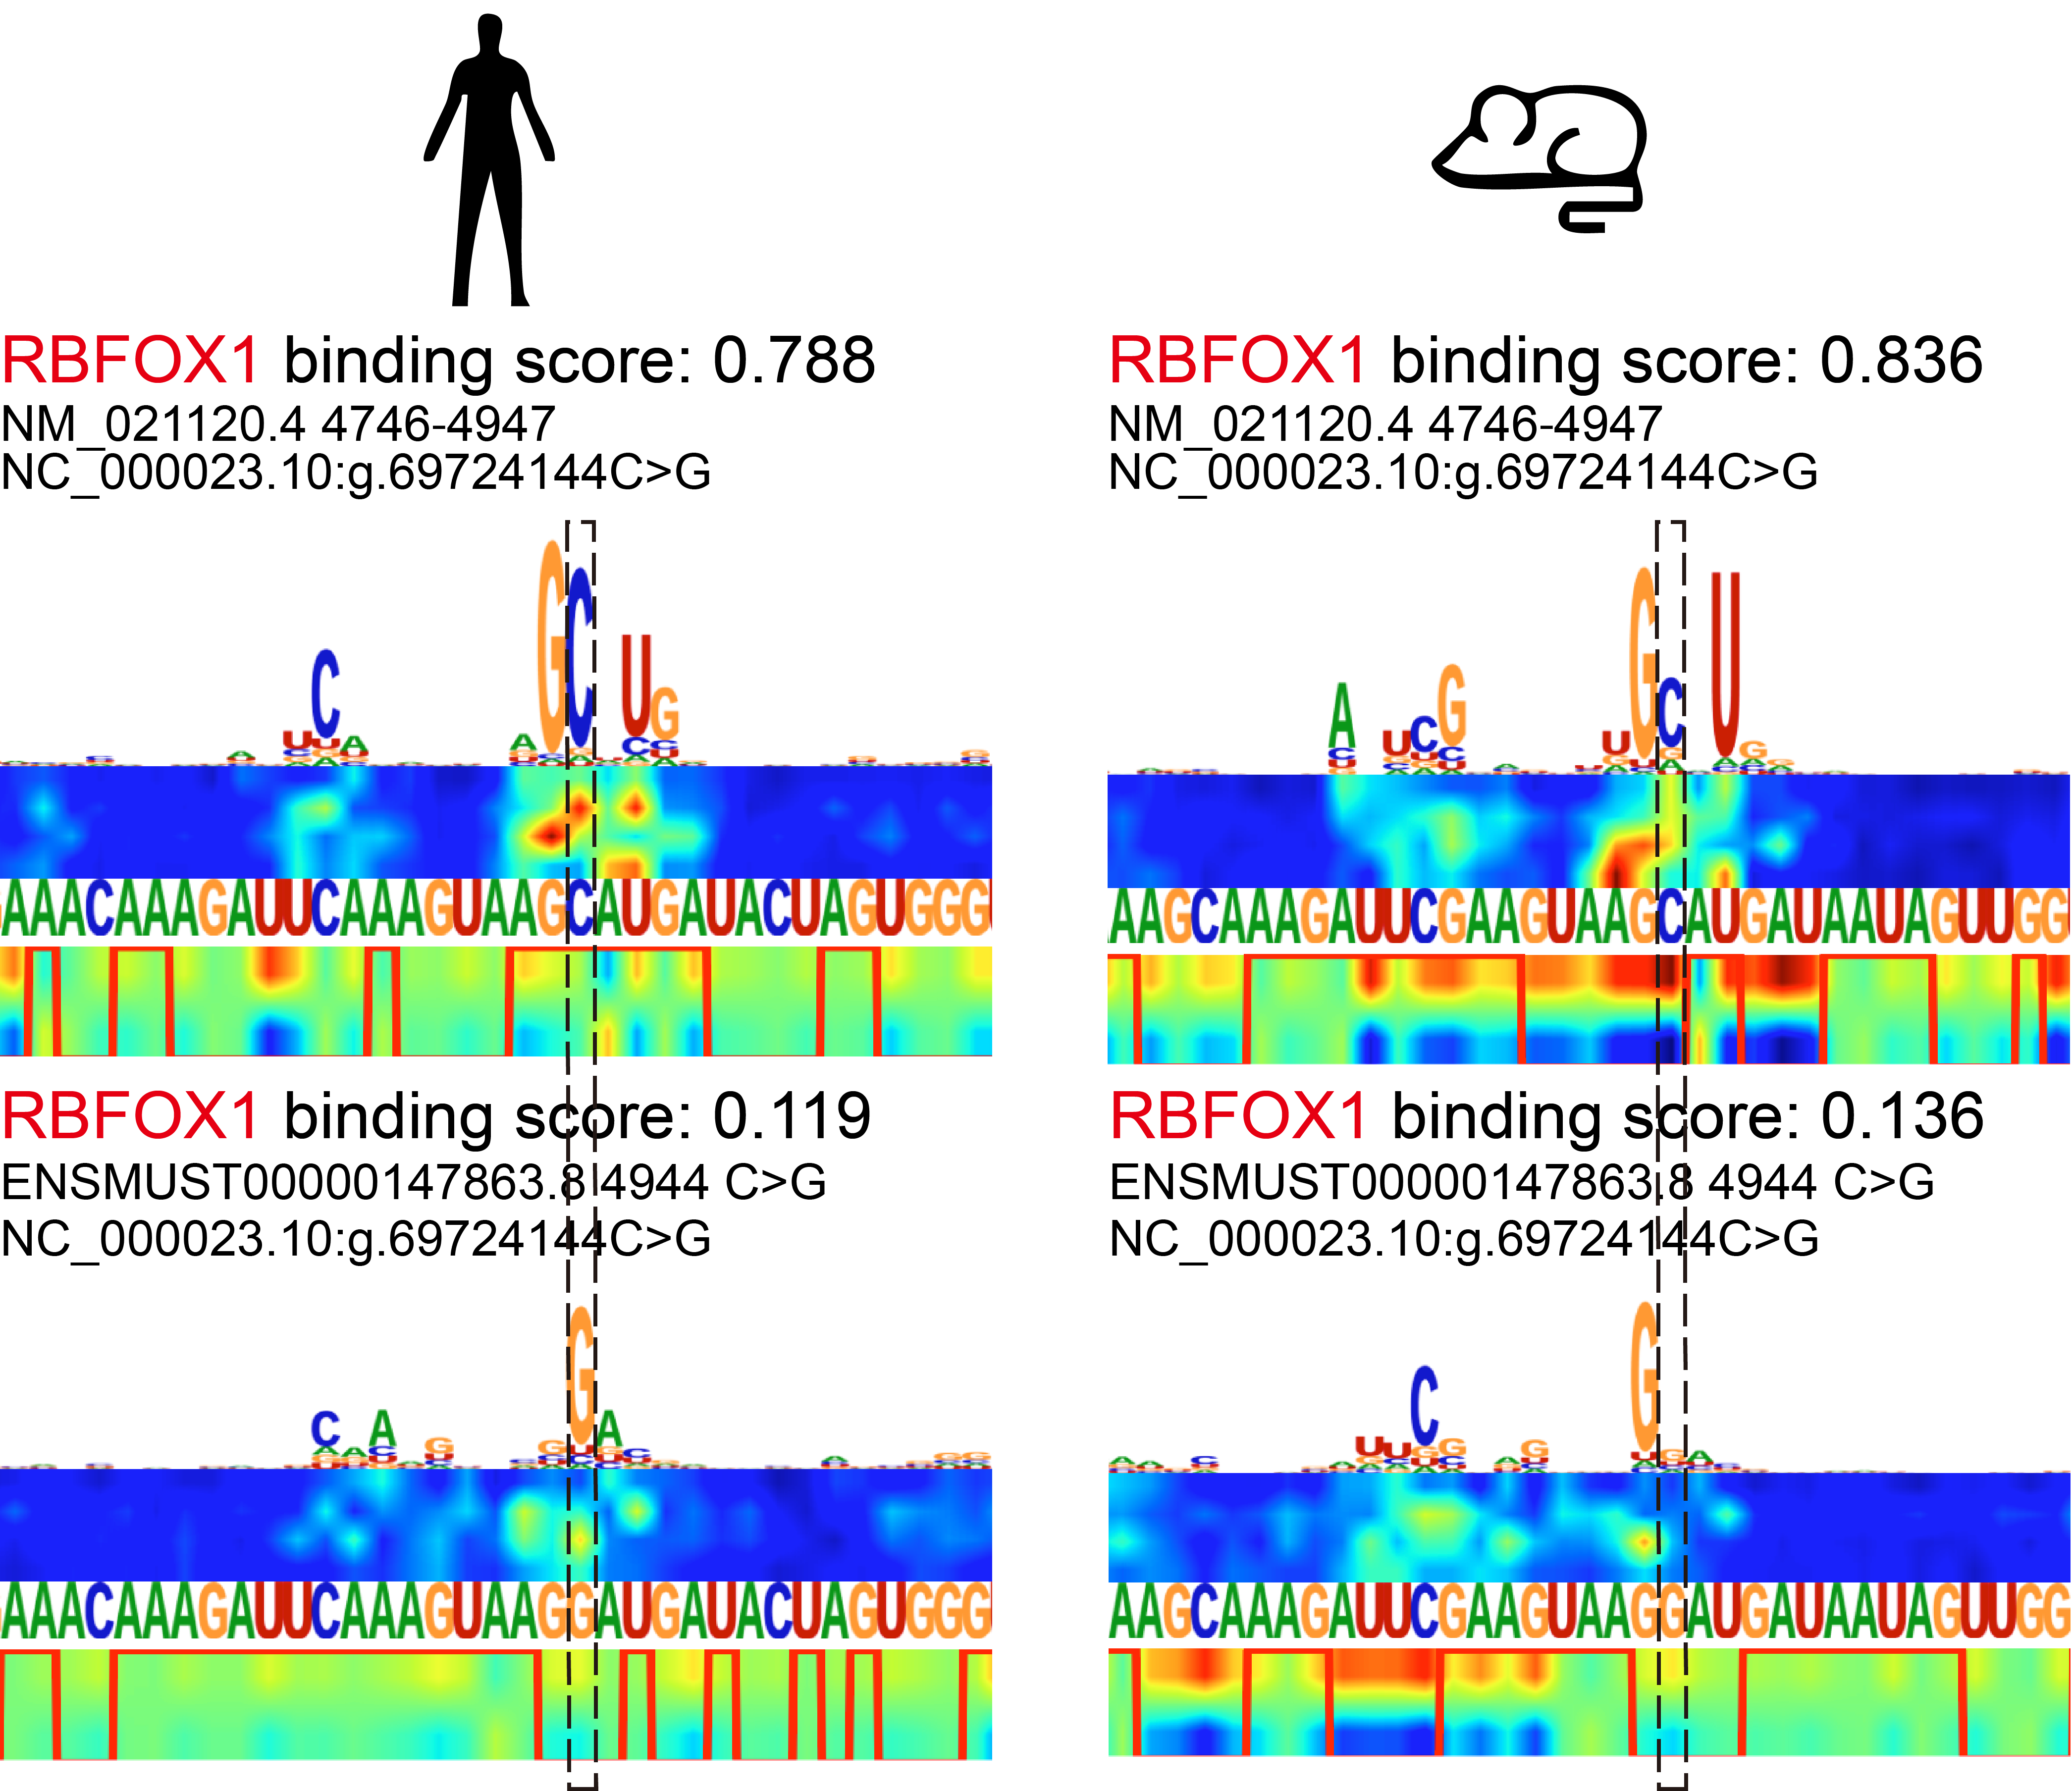 RBFOX1 binding score: 0.788
NM_021120.4 4746-4947
NC_000023.10:g.69724144C>G
AAACAAAGAUUCAAAGUAAGCAUGAUACUAGUGGG
RBFOX1 binding score: 0.119
ENSMUST00000147863.8 4944 C>G
NC_000023.10:g.69724144C>G
AAACAAAGAUUCAAAGUAAGGAUGAUACUAGUGGG
RBFOX1 binding score: 0.836
NM_021120.4 4746-4947
NC_000023.10:g.69724144C>G
AAGCAAAGAUUCGAAGUAAGCAUGAUAAUAGUUGG
RBFOX1 binding score: 0.136
ENSMUST00000147863.8 4944 C>G
NC_000023.10:g.69724144C>G
AAGCAAAGAUUCGAAGUAAGGAUGAUAAUAGUUGG